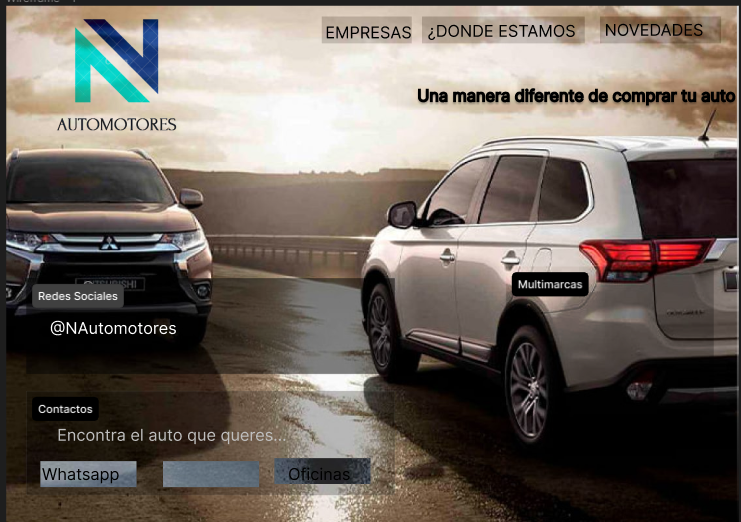 EMPRESAS
¿DONDE ESTAMOS
NOVEDADES
AUTOMOTORES
Una manera diferente de comprar tu auto
Multimarcas
Redes Sociales
@NAutomotores
Contactos
Encontra el auto que queres...
Whatsapp
Oficinas